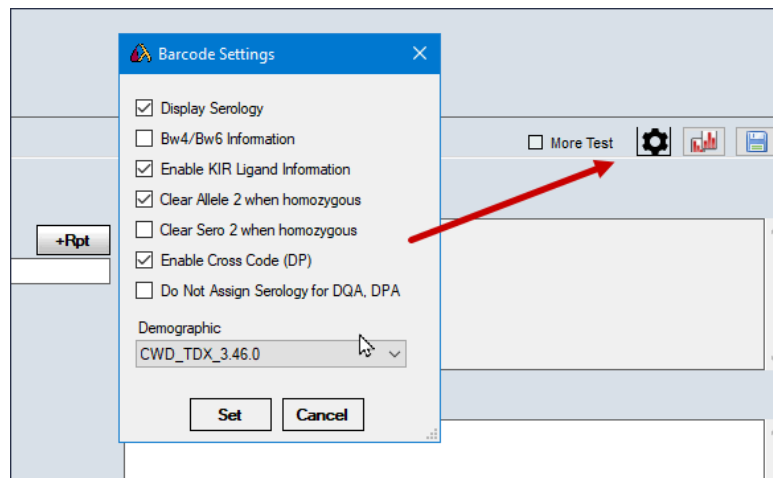 Barcode Settings
Display Serology
Bw4/Bw6 Information
More Test
Enable KIR Ligand Information
Clear Allele 2 when homozygous
Clear Sero 2 when homozygous
+Rpt
Enable Cross Code (DP)
Do Not Assign Serology for DQA, DPA
Demographic
CWD_TDX_3.46.0
Set Cancel